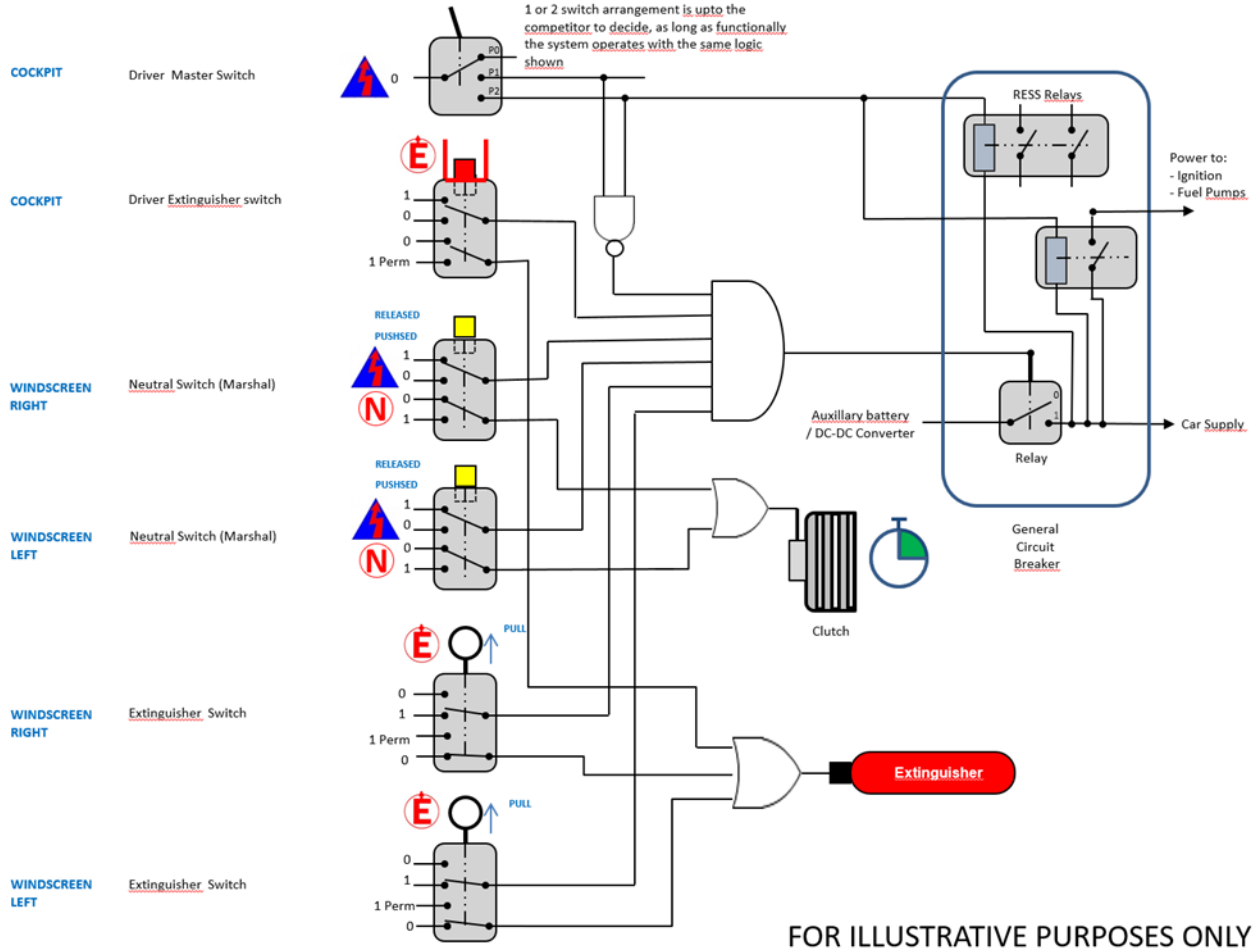 1 or 2 switch arrangement is upto the
competitor to decide, as long as functionally
the system operates with the same logic
shown
COCKPIT
Driver Master Switch
0
P0
P1
P2
RESS Relays
Power to:
- Ignition
- Fuel Pumps
E
COCKPIT
Driver Extinguisher switch
1
0
0
1 Perm
RELEASED
PUSHSED
1
0
WINDSCREEN
RIGHT
Neutral Switch (Marshal)
N
0
1
Auxillary battery
/ DC-DC Converter
0
1
Car Supply
Relay
RELEASED
PUSHSED
1
0
WINDSCREEN
LEFT
Neutral Switch (Marshal)
N
0
1
General
Circuit
Breaker
Clutch
E
PULL
0
WINDSCREEN
RIGHT
Extinguisher Switch
1
1 Perm
0
Extinguisher
E
PULL
0
WINDSCREEN
LEFT
Extinguisher Switch
1
1 Perm
0
FOR ILLUSTRATIVE PURPOSES ONLY